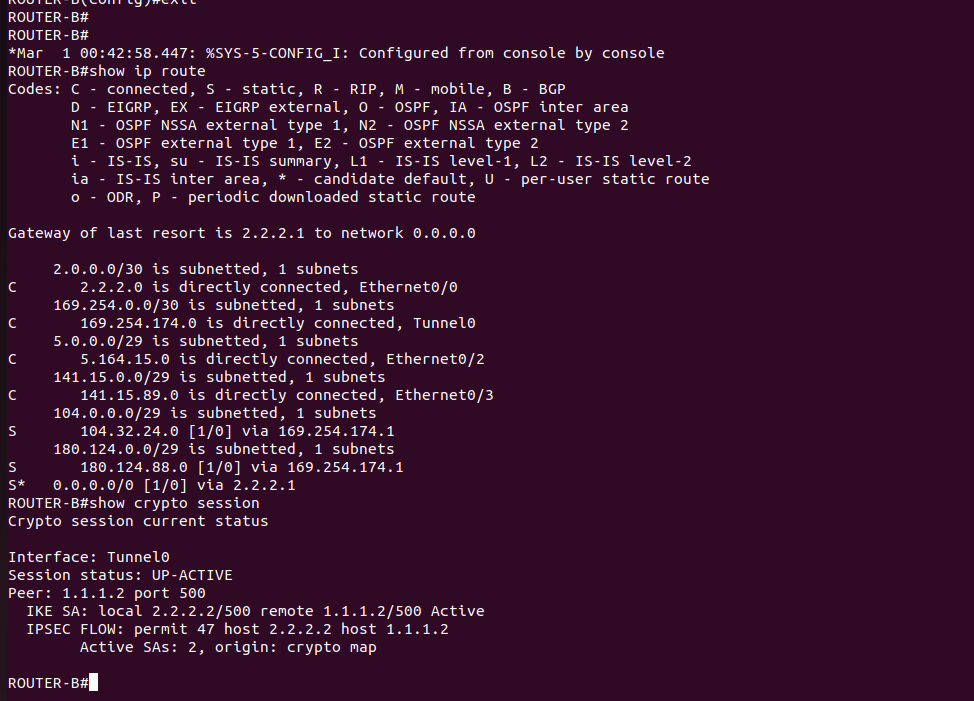 ROUTER-B(config)#exit
ROUTER-B#
ROUTER-B#
*Mar  1 00:42:58.447: %SYS-5-CONFIG_I: Configured from console by console
ROUTER-B#show ip route
Codes: C - connected, S - static, R - RIP, M - mobile, B - BGP
       D - EIGRP, EX - EIGRP external, O - OSPF, IA - OSPF inter area
       N1 - OSPF NSSA external type 1, N2 - OSPF NSSA external type 2
       E1 - OSPF external type 1, E2 - OSPF external type 2
       i - IS-IS, su - IS-IS summary, L1 - IS-IS level-1, L2 - IS-IS level-2
       ia - IS-IS inter area, * - candidate default, U - per-user static route
       o - ODR, P - periodic downloaded static route

Gateway of last resort is 2.2.2.1 to network 0.0.0.0

     2.0.0.0/30 is subnetted, 1 subnets
C       2.2.2.0 is directly connected, Ethernet0/0
     169.254.0.0/30 is subnetted, 1 subnets
C       169.254.174.0 is directly connected, Tunnel0
     5.0.0.0/29 is subnetted, 1 subnets
C       5.164.15.0 is directly connected, Ethernet0/2
     141.15.0.0/29 is subnetted, 1 subnets
C       141.15.89.0 is directly connected, Ethernet0/3
     104.0.0.0/29 is subnetted, 1 subnets
S       104.32.24.0 [1/0] via 169.254.174.1
     180.124.0.0/29 is subnetted, 1 subnets
S       180.124.88.0 [1/0] via 169.254.174.1
S*   0.0.0.0/0 [1/0] via 2.2.2.1
ROUTER-B#show crypto session
Crypto session current status

Interface: Tunnel0
Session status: UP-ACTIVE
Peer: 1.1.1.2 port 500
  IKE SA: local 2.2.2.2/500 remote 1.1.1.2/500 Active
  IPSEC FLOW: permit 47 host 2.2.2.2 host 1.1.1.2
        Active SAs: 2, origin: crypto map

ROUTER-B#